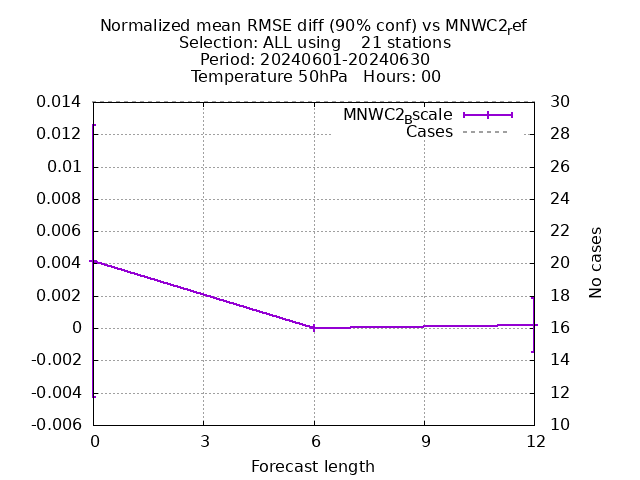 Normalized mean RMSE diff (90% conf) vs MNWC2_ref
Selection: ALL using    21 stations
Period: 20240601-20240630
Temperature 50hPa   Hours: 00
MNWC2_Bscale
Cases
0.014
0.012
0.01
0.008
0.006
0.004
0.002
0
-0.002
-0.004
-0.006
30
28
26
24
22
20
18
16
14
12
10
No cases
0 3 6 9 12
Forecast length